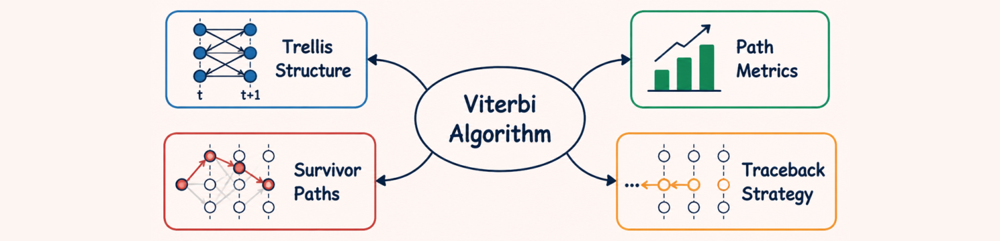 Trellis
Structure
t
t+1
Path
Metrics
Viterbi
Algorithm
Survivor
Paths
Traceback
Strategy